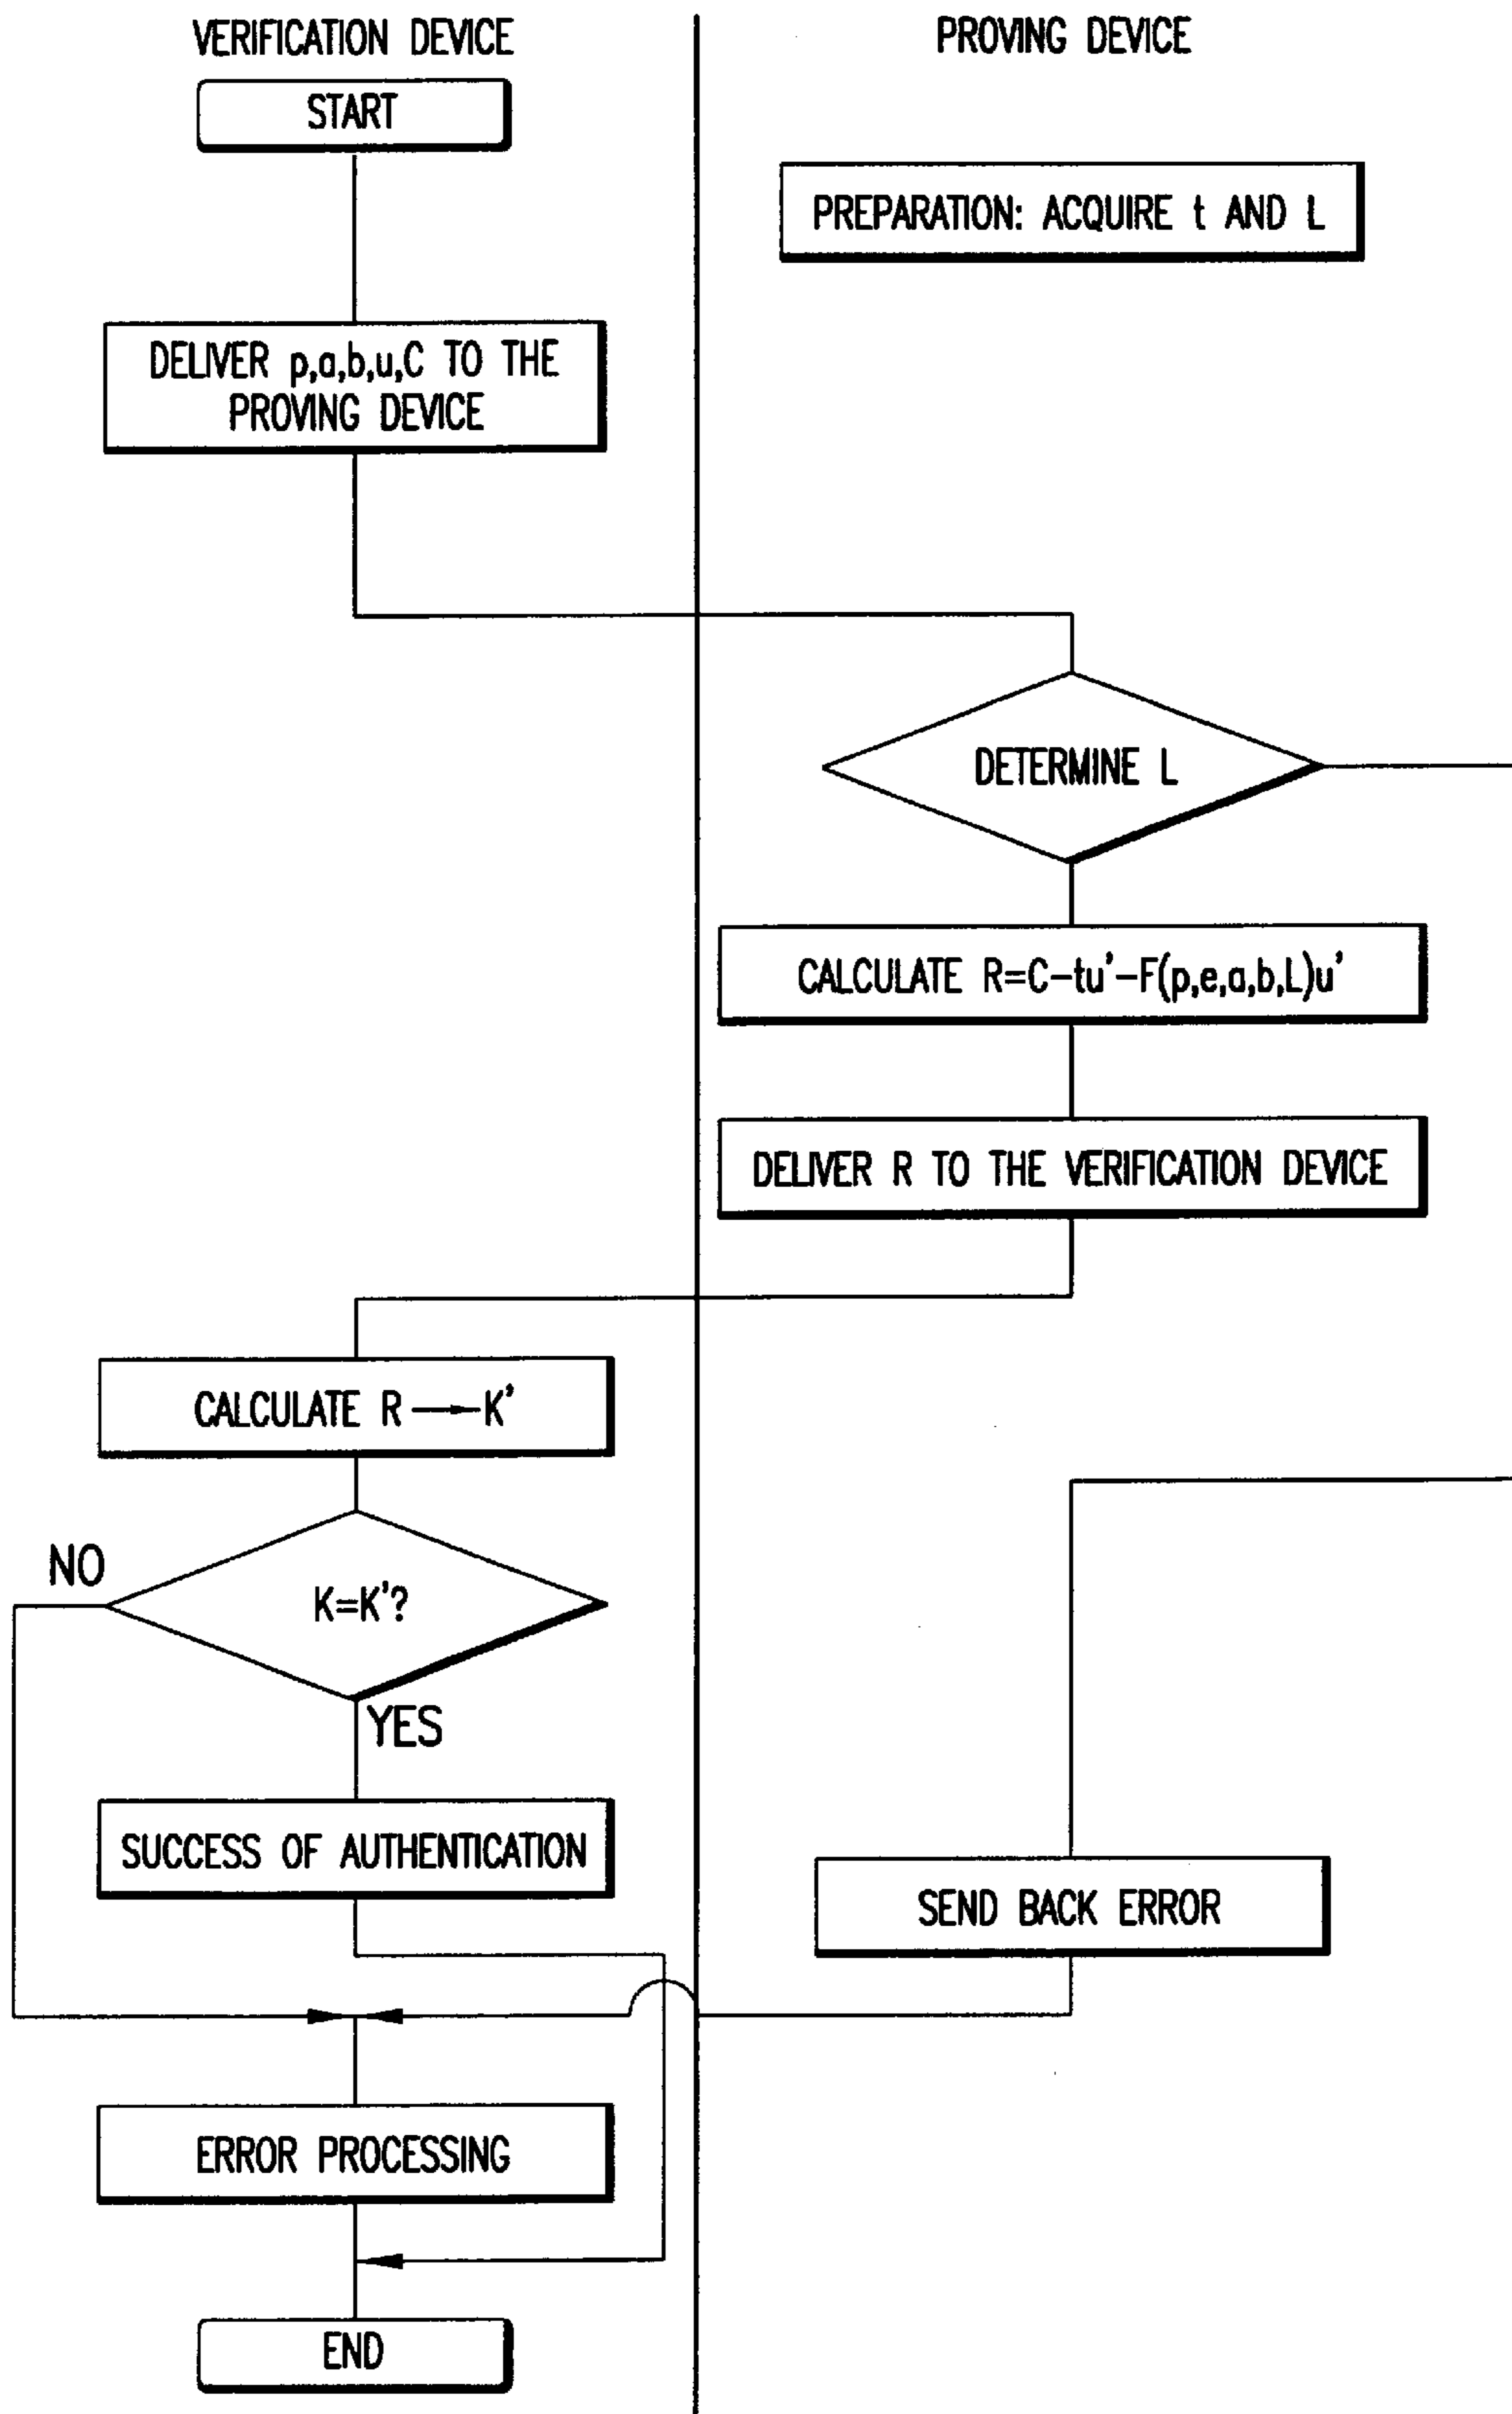 VERIFICATION DEVICE
PROVING DEVICE
START
PREPARATION: ACQUIRE t AND L
DELIVER p,a,b,u,C TO THE
PROVING DEVICE
DETERMINE L
CALCULATE R=C-tu'-F(p,e,a,b,L)u'
DELIVER R TO THE VERIFICATION DEVICE
CALCULATE R → K'
NO
K=K'?
YES
SUCCESS OF AUTHENTICATION
SEND BACK ERROR
ERROR PROCESSING
END